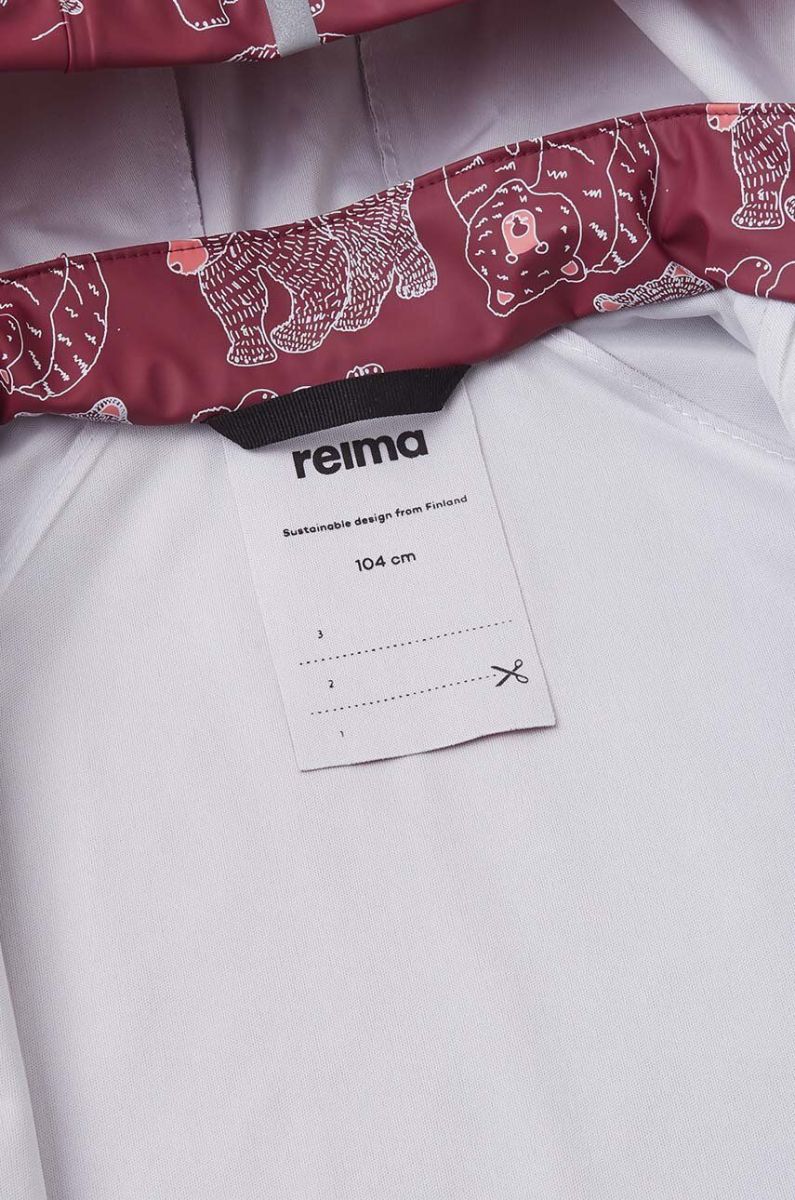 reima
Sustainable design from Finland
104 cm
3
2
1